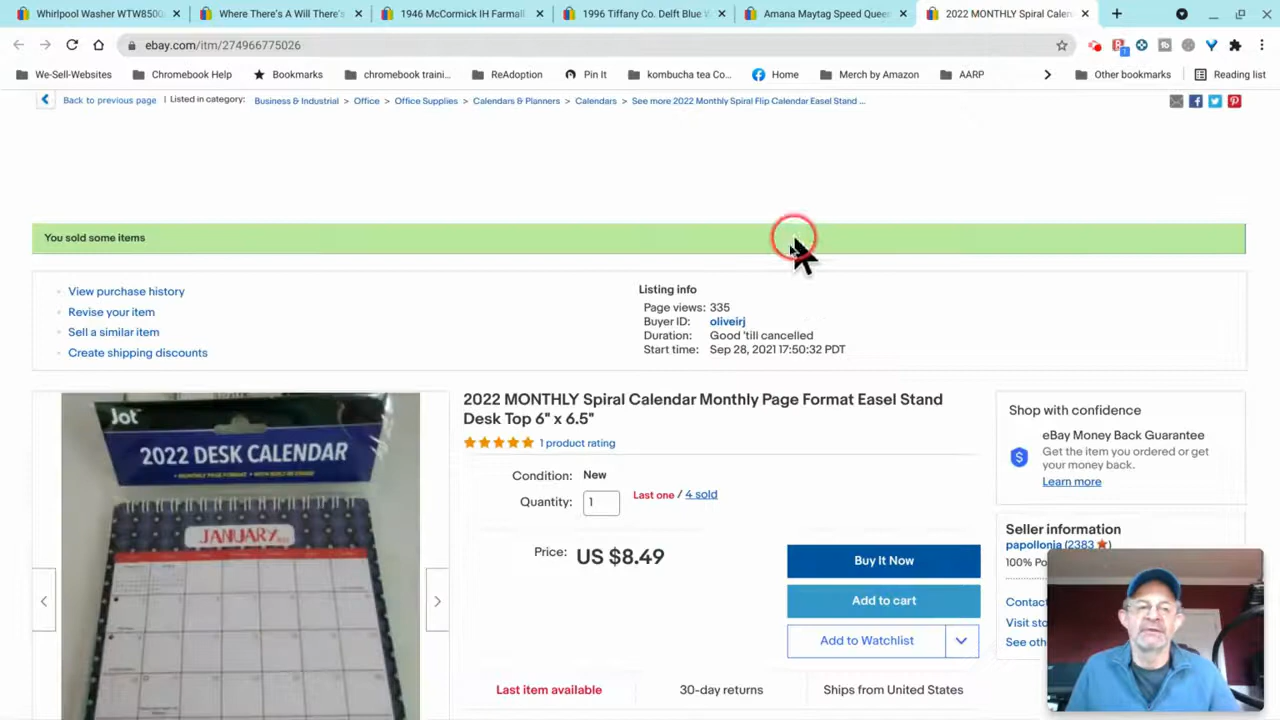 Whirlpool Washer WTW8500
Where There's A Will There's
1946 McCormick IH Farmall
1996 Tiffany Co. Delft Blue W
Amana Maytag Speed Queen
2022 MONTHLY Spiral Calen
ebay.com/itm/274966775026
We-Sell-Websites
Chromebook Help
Bookmarks
chromebook traini...
ReAdoption
Pin It
kombucha tea Co...
Home
Merch by Amazon
AARP
Other bookmarks
Reading list
Back to previous page | Listed in category: Business & Industrial > Office > Office Supplies > Calendars & Planners > Calendars > See more 2022 Monthly Spiral Flip Calendar Easel Stand ...
You sold some items
View purchase history
Revise your item
Sell a similar item
Create shipping discounts
Listing info
Page views: 335
Buyer ID: oliveirj
Duration: Good 'till cancelled
Start time: Sep 28, 2021 17:50:32 PDT
Jot
2022 DESK CALENDAR
JANUARY
2022 MONTHLY Spiral Calendar Monthly Page Format Easel Stand
Desk Top 6" x 6.5"
1 product rating
Condition: New
Quantity: 1 Last one / 4 sold
Price: US $8.49
Buy It Now
Add to cart
Add to Watchlist
Last item available
30-day returns
Ships from United States
Shop with confidence
eBay Money Back Guarantee
Get the item you ordered or get
your money back.
Learn more
Seller information
papollonia (2383
100% Po
Contact
Visit sto
See oth